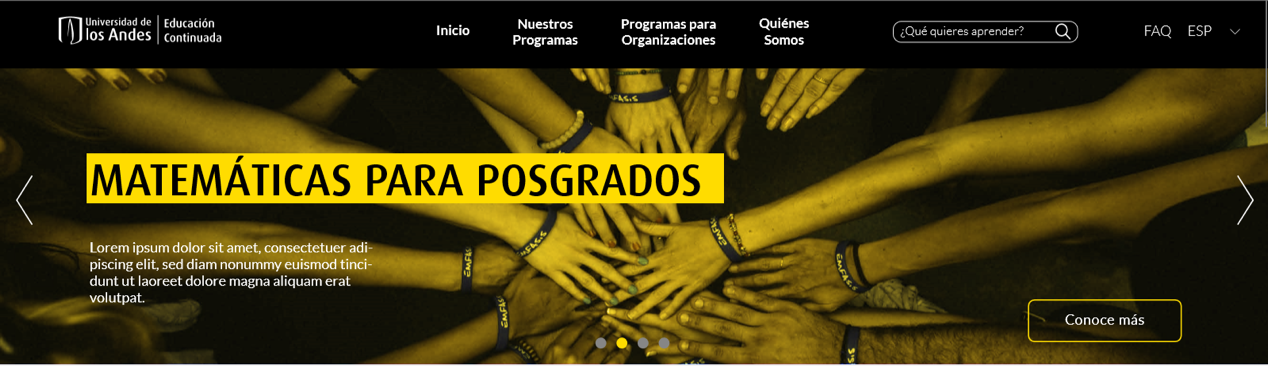 Universidad de los Andes
Educación Continuada
Inicio
Nuestros
Programas
Programas para
Organizaciones
Quiénes
Somos
¿Qué quieres aprender?
FAQ
ESP
MATEMÁTICAS PARA POSGRADOS
Lorem ipsum dolor sit amet, consectetuer adi-
piscing elit, sed diam nonummy euismod tinci-
dunt ut laoreet dolore magna aliquam erat
volutpat.
Conoce más
ENFASIS